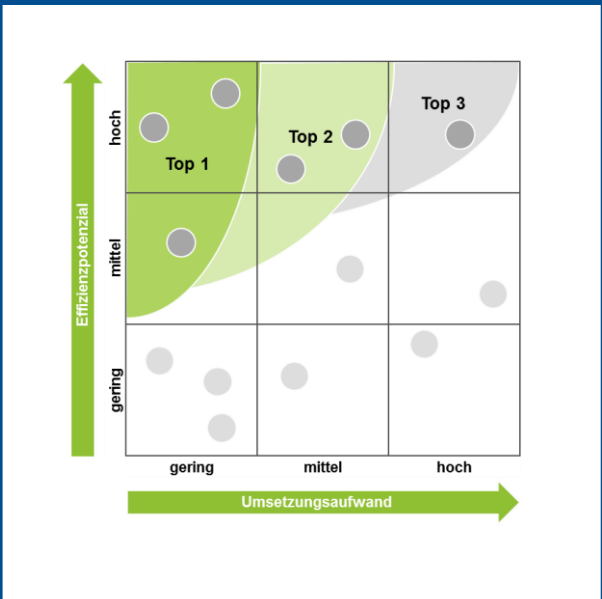 Effizienzpotenzial
hoch
mittel
gering
Top 1
Top 2
Top 3
gering
mittel
hoch
Umsetzungsaufwand